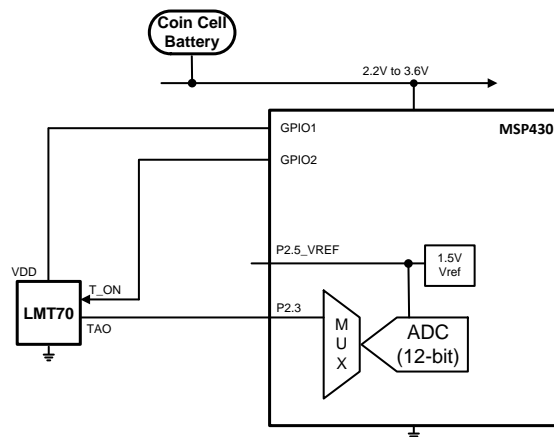 Coin Cell
Battery
2.2V to 3.6V
GPIO1
MSP430
GPIO2
P2.5_VREF
1.5V
Vref
VDD
T_ON
LMT70
TAO
P2.3
M
U
X
ADC
(12-bit)